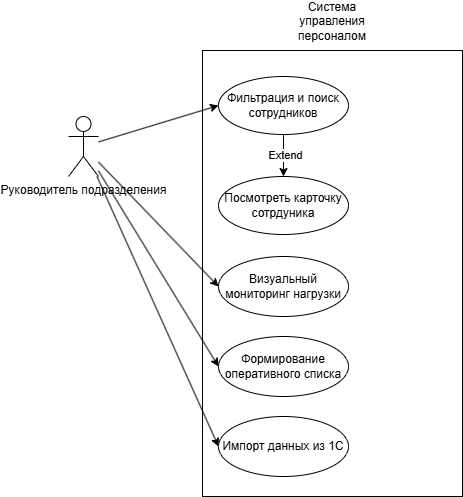 Система
управления
персоналом
Фильтрация и поиск
сотрудников
Extend
Руководитель подразделения
Посмотреть карточку
сотрдуника
Визуальный
мониторинг нагрузки
Формирование
оперативного списка
Импорт данных из 1С